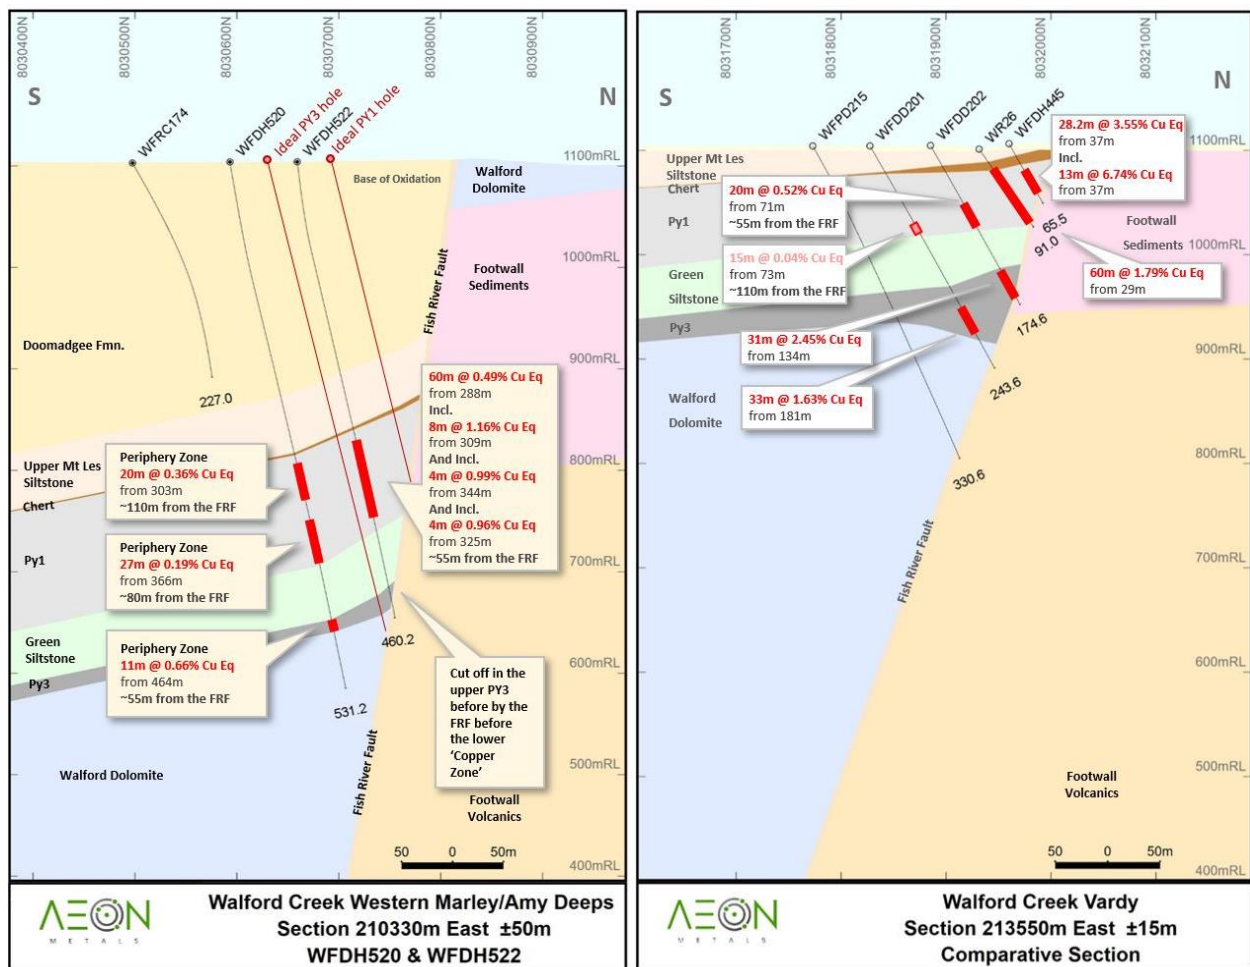 8030400N
8030500N
8030600N
8030700N
8030800N
8030900N
S
N
WFRC174
WFDH520
Ideal PY3 hole
WFDH522
Ideal PY1 hole
1100mRL
Base of Oxidation
Walford
Dolomite
1000mRL
Footwall
Sediments
Fish River Fault
Doomadgee Fmn.
900mRL
227.0
60m @ 0.49% Cu Eq
from 288m
Incl.
8m @ 1.16% Cu Eq
from 309m
And Incl.
4m @ 0.99% Cu Eq
from 344m
And Incl.
4m @ 0.96% Cu Eq
from 325m
~55m from the FRF
800mRL
Upper Mt Les
Siltstone
Chert
Periphery Zone
20m @ 0.36% Cu Eq
from 303m
~110m from the FRF
Py1
Periphery Zone
27m @ 0.19% Cu Eq
from 366m
~80m from the FRF
700mRL
Green
Siltstone
Py3
Periphery Zone
11m @ 0.66% Cu Eq
from 464m
~55m from the FRF
460.2
600mRL
531.2
Cut off in the
upper PY3
before by the
FRF before
the lower
‘Copper
Zone’
Walford Dolomite
Fish River Fault
500mRL
Footwall
Volcanics
50 0 50m
400mRL
AEON
METALS
Walford Creek Western Marley/Amy Deeps
Section 210330m East ±50m
WFDH520 & WFDH522
8031700N
8031800N
8031900N
8032000N
8032100N
S
N
WFPD215
WFDD201
WFDD202
WR26
WFDH445
28.2m @ 3.55% Cu Eq
from 37m
Incl.
13m @ 6.74% Cu Eq
from 37m
1100mRL
Upper Mt Les
Siltstone
Chert
20m @ 0.52% Cu Eq
from 71m
~55m from the FRF
Py1
65.5
91.0
Footwall
Sediments
1000mRL
15m @ 0.04% Cu Eq
from 73m
~110m from the FRF
60m @ 1.79% Cu Eq
from 29m
Green
Siltstone
Py3
174.6
31m @ 2.45% Cu Eq
from 134m
900mRL
243.6
Walford
Dolomite
33m @ 1.63% Cu Eq
from 181m
800mRL
330.6
Fish River Fault
700mRL
600mRL
500mRL
Footwall
Volcanics
50 0 50m
400mRL
AEON
METALS
Walford Creek Vardy
Section 213550m East ±15m
Comparative Section